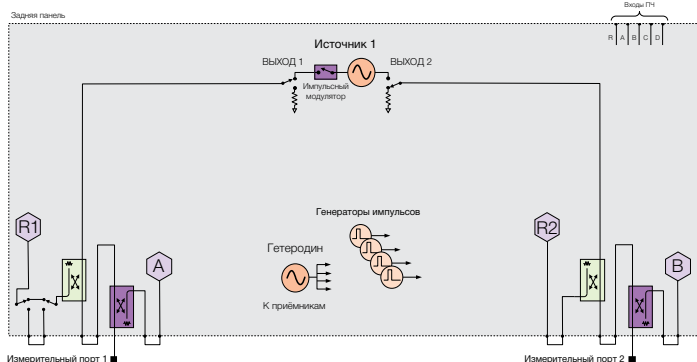 Входы ПЧ
Задняя панель
R A B C D
Источник 1
ВЫХОД 1
ВЫХОД 2
Импульсный
модулятор
Генераторы импульсов
R1
R2
Гетеродин
A
B
К приёмникам
Измерительный порт 1
Измерительный порт 2